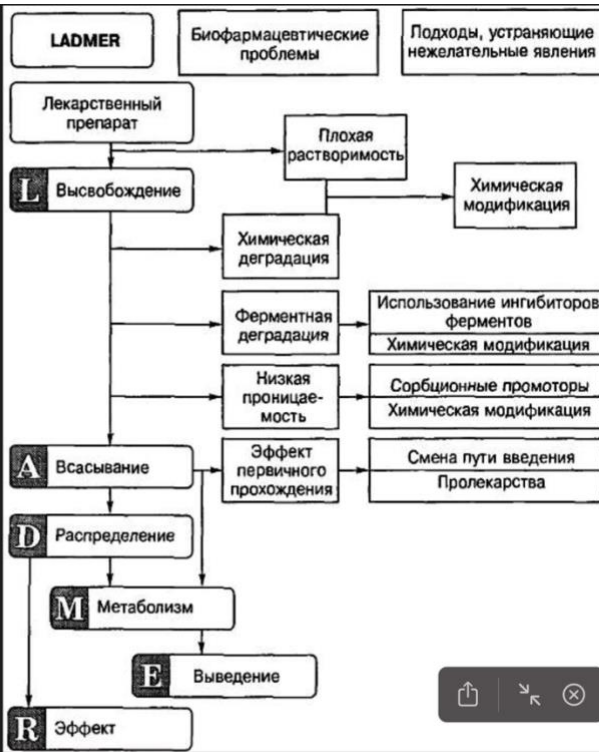 LADMER
Биофармацевтические
проблемы
Подходы, устраняющие
нежелательные явления
Лекарственный
препарат
Плохая
растворимость
L Высвобождение
Химическая
модификация
Химическая
деградация
Ферментная
деградация
Использование ингибиторов
ферментов
Химическая модификация
Низкая
проницае-
мость
Сорбционные промоторы
Химическая модификация
A Всасывание
Эффект
первичного
прохождения
Смена пути введения
Пролекарства
D Распределение
M Метаболизм
E Выведение
R Эффект